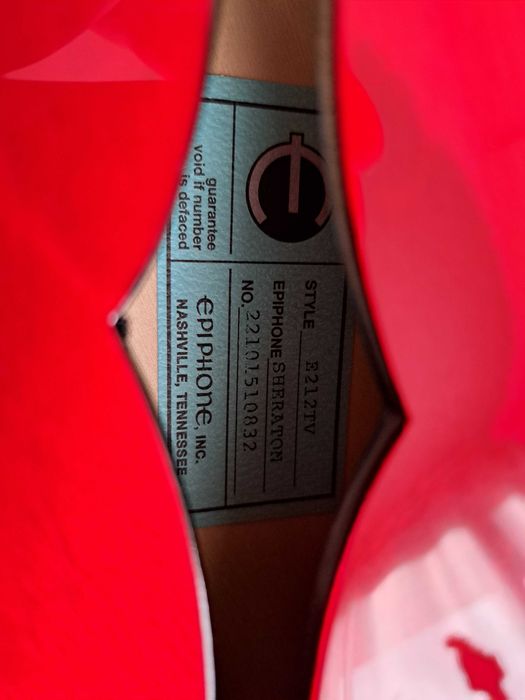 guarantee
void if number
is defaced
STYLE E212TV
EPIPHONE SHERATON
NO. 22101510832
EPIPHONE, INC.
NASHVILLE, TENNESSEE